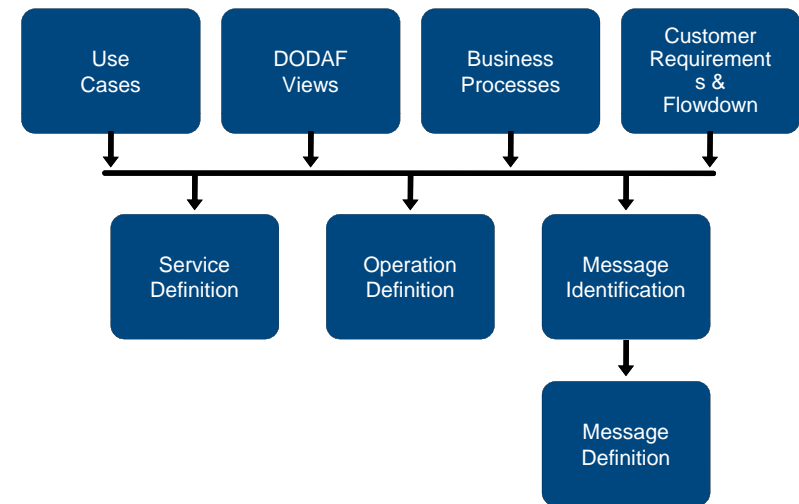 Use
Cases
DODAF
Views
Business
Processes
Customer
Requirement
s &
Flowdown
Service
Definition
Operation
Definition
Message
Identification
Message
Definition